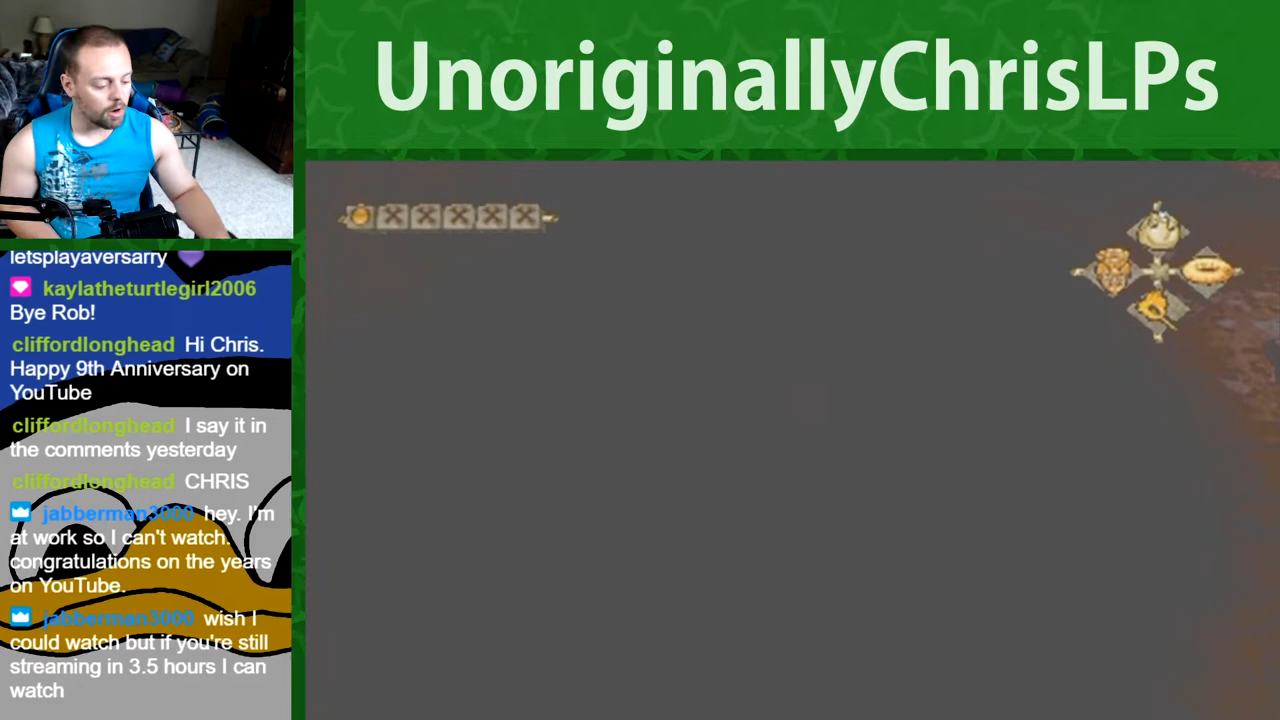 UnoriginallyChrisLPs
letsplayaversarry
kaylatheturtlegirl2006
Bye Rob!
cliffordlonghead Hi Chris.
Happy 9th Anniversary on
YouTube
cliffordlonghead I say it in
the comments yesterday
cliffordlonghead CHRIS
jabberman3000 hey. I'm
at work so I can't watch.
congratulations on the years
on YouTube.
jabberman3000 wish I
could watch but if you're still
streaming in 3.5 hours I can
watch